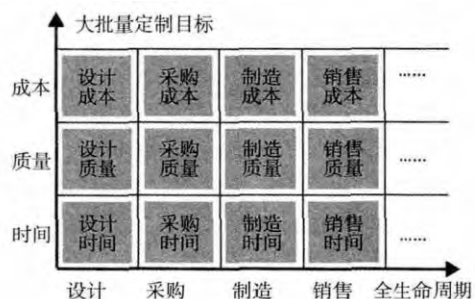 大批量定制目标
成本
设计
成本
采购
成本
制造
成本
销售
成本
……
质量
设计
质量
采购
质量
制造
质量
销售
质量
……
时间
设计
时间
采购
时间
制造
时间
销售
时间
……
设计 采购 制造 销售 全生命周期